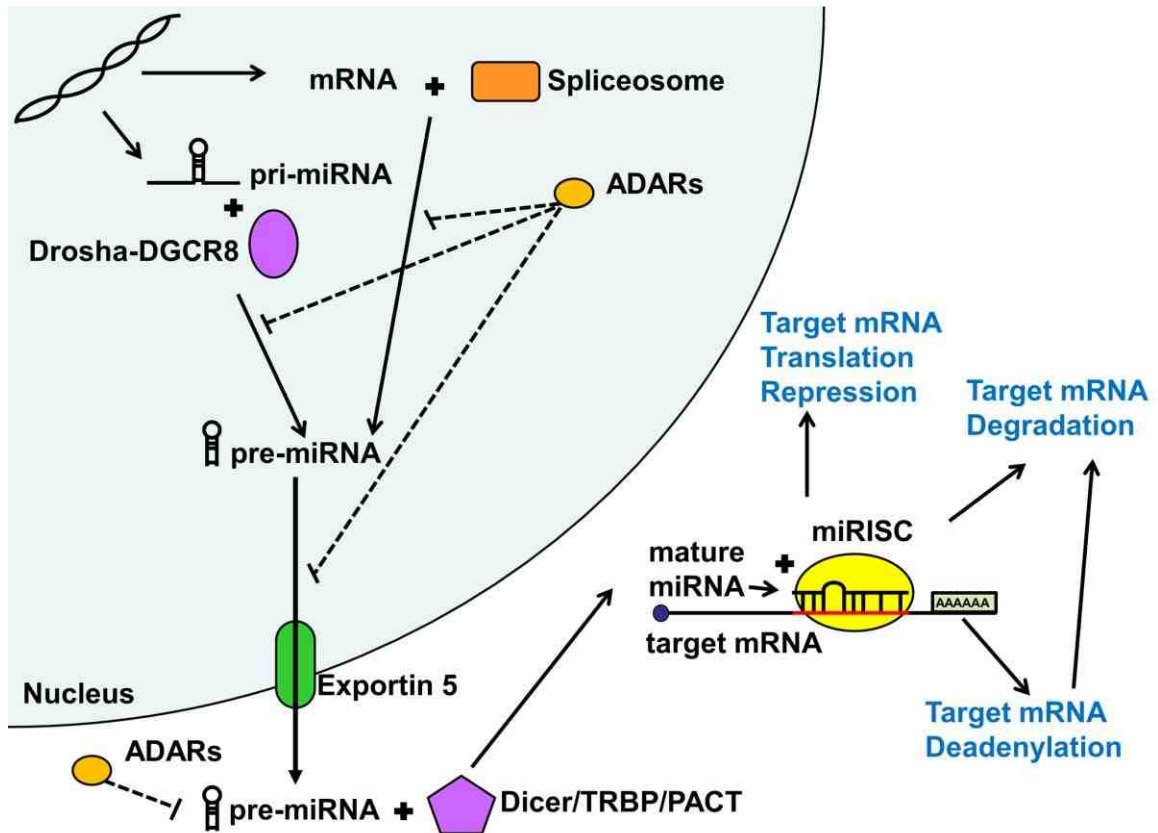 mRNA
Spliceosome
pri-miRNA
ADARs
Drosha-DGCR8
pre-miRNA
Target mRNA
Translation
Repression
Target mRNA
Degradation
miRISC
mature
miRNA
AAAAAA
target mRNA
Exportin 5
Nucleus
Target mRNA
Deadenylation
ADARs
pre-miRNA
Dicer/TRBP/PACT